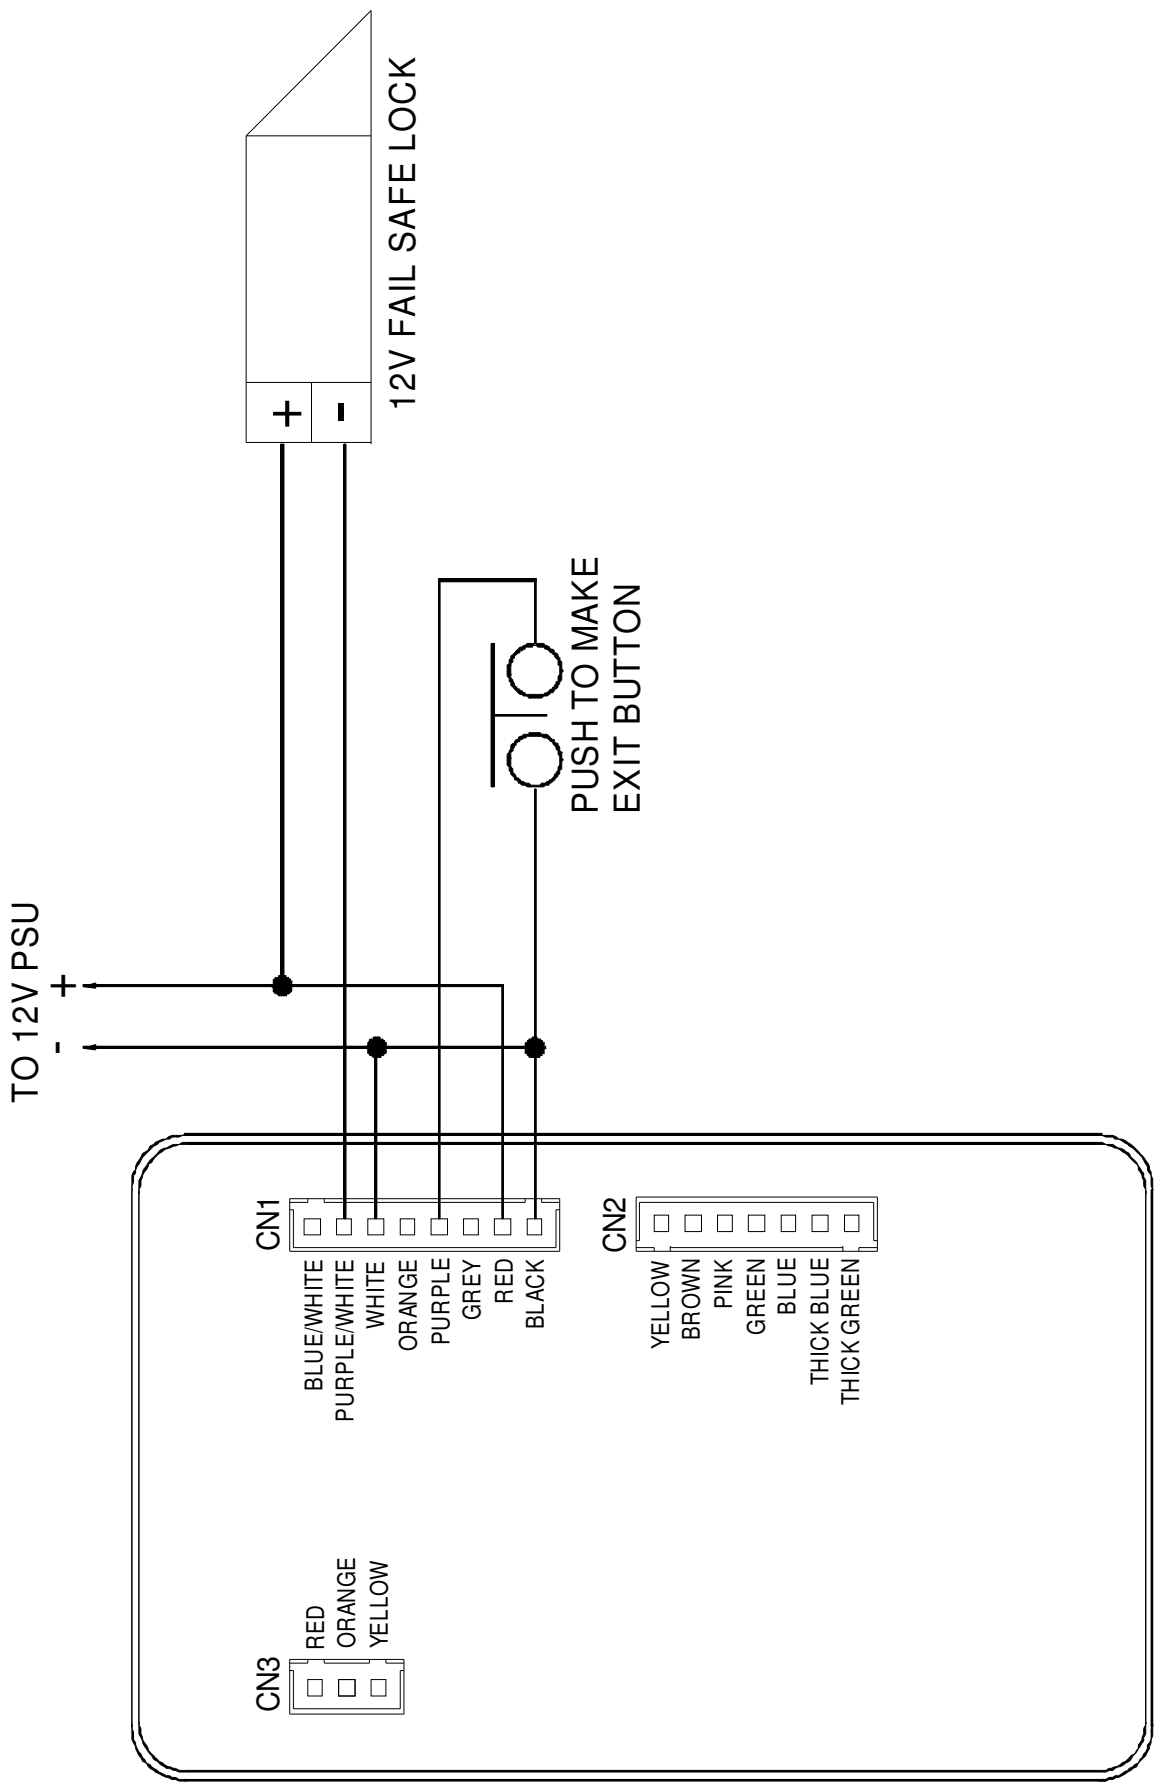 12V FAIL SAFE LOCK
+
-
PUSH TO MAKE
EXIT BUTTON
TO 12V PSU
- +
CN1
BLUE/WHITE
PURPLE/WHITE
WHITE
ORANGE
PURPLE
GREY
RED
BLACK
CN2
YELLOW
BROWN
PINK
GREEN
BLUE
THICK BLUE
THICK GREEN
CN3
RED
ORANGE
YELLOW